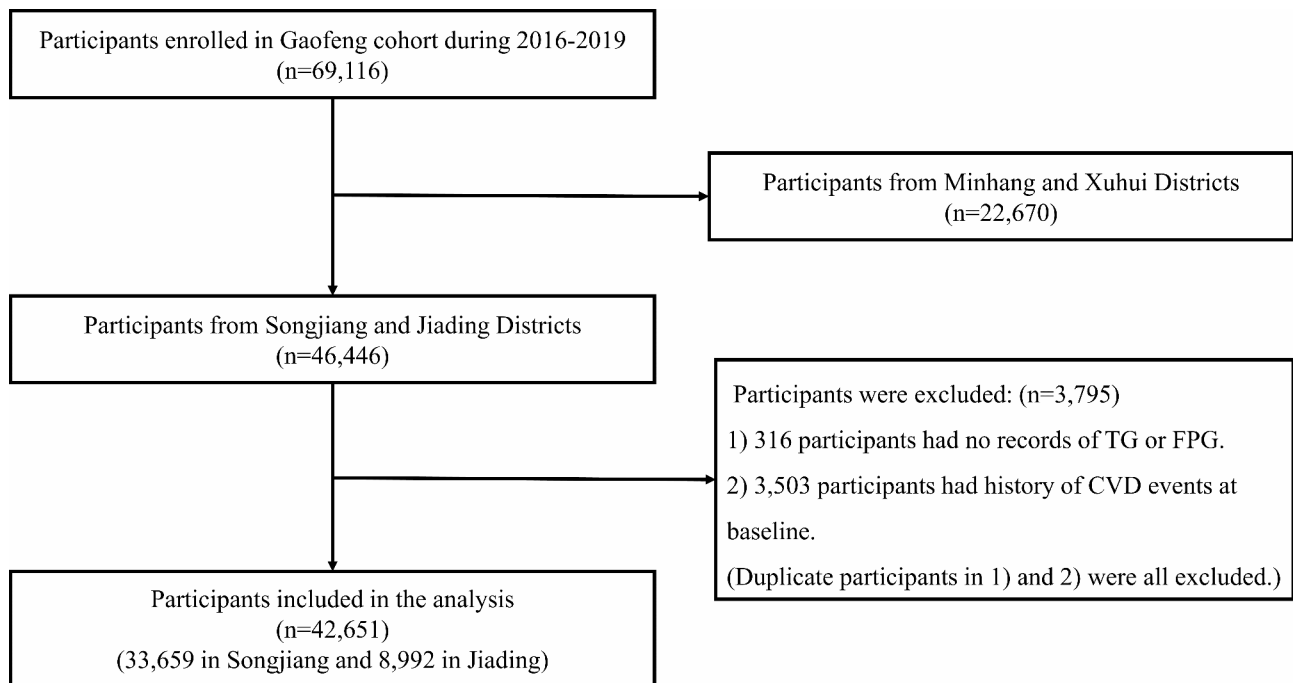 Participants enrolled in Gaofeng cohort during 2016-2019
(n=69,116)
Participants from Minhang and Xuhui Districts
(n=22,670)
Participants from Songjiang and Jiading Districts
(n=46,446)
Participants were excluded: (n=3,795)
1) 316 participants had no records of TG or FPG.
2) 3,503 participants had history of CVD events at
baseline.
(Duplicate participants in 1) and 2) were all excluded.)
Participants included in the analysis
(n=42,651)
(33,659 in Songjiang and 8,992 in Jiading)